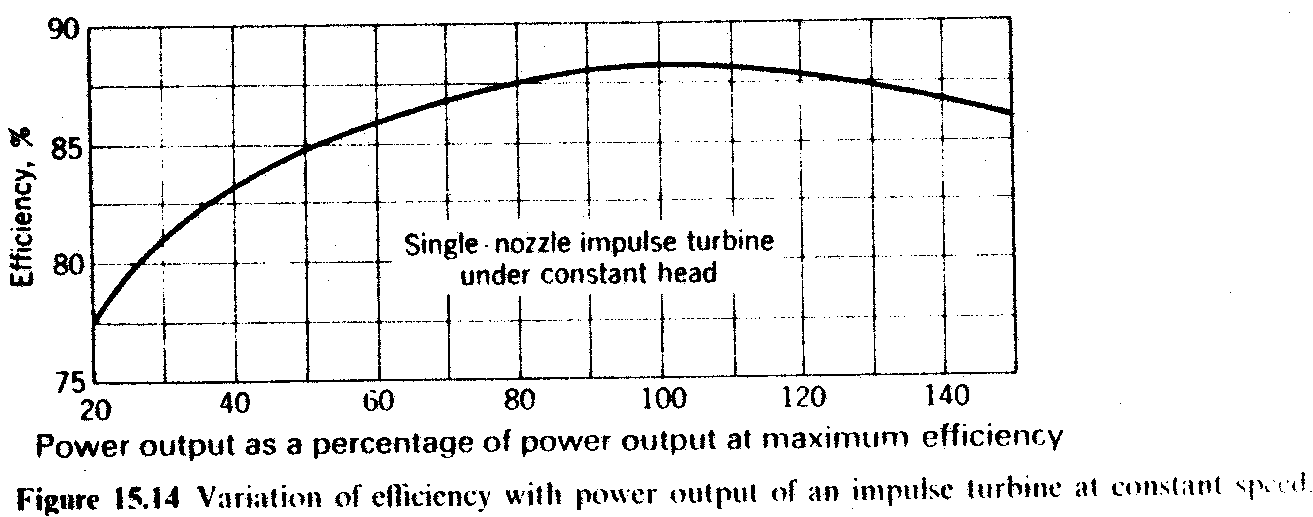 90
85
80
75
Efficiency, %
Single-nozzle impulse turbine
under constant head
20 40 60 80 100 120 140
Power output as a percentage of power output at maximum efficiency
Figure 15.14 Variation of efficiency with power output of an impulse turbine at constant speed.